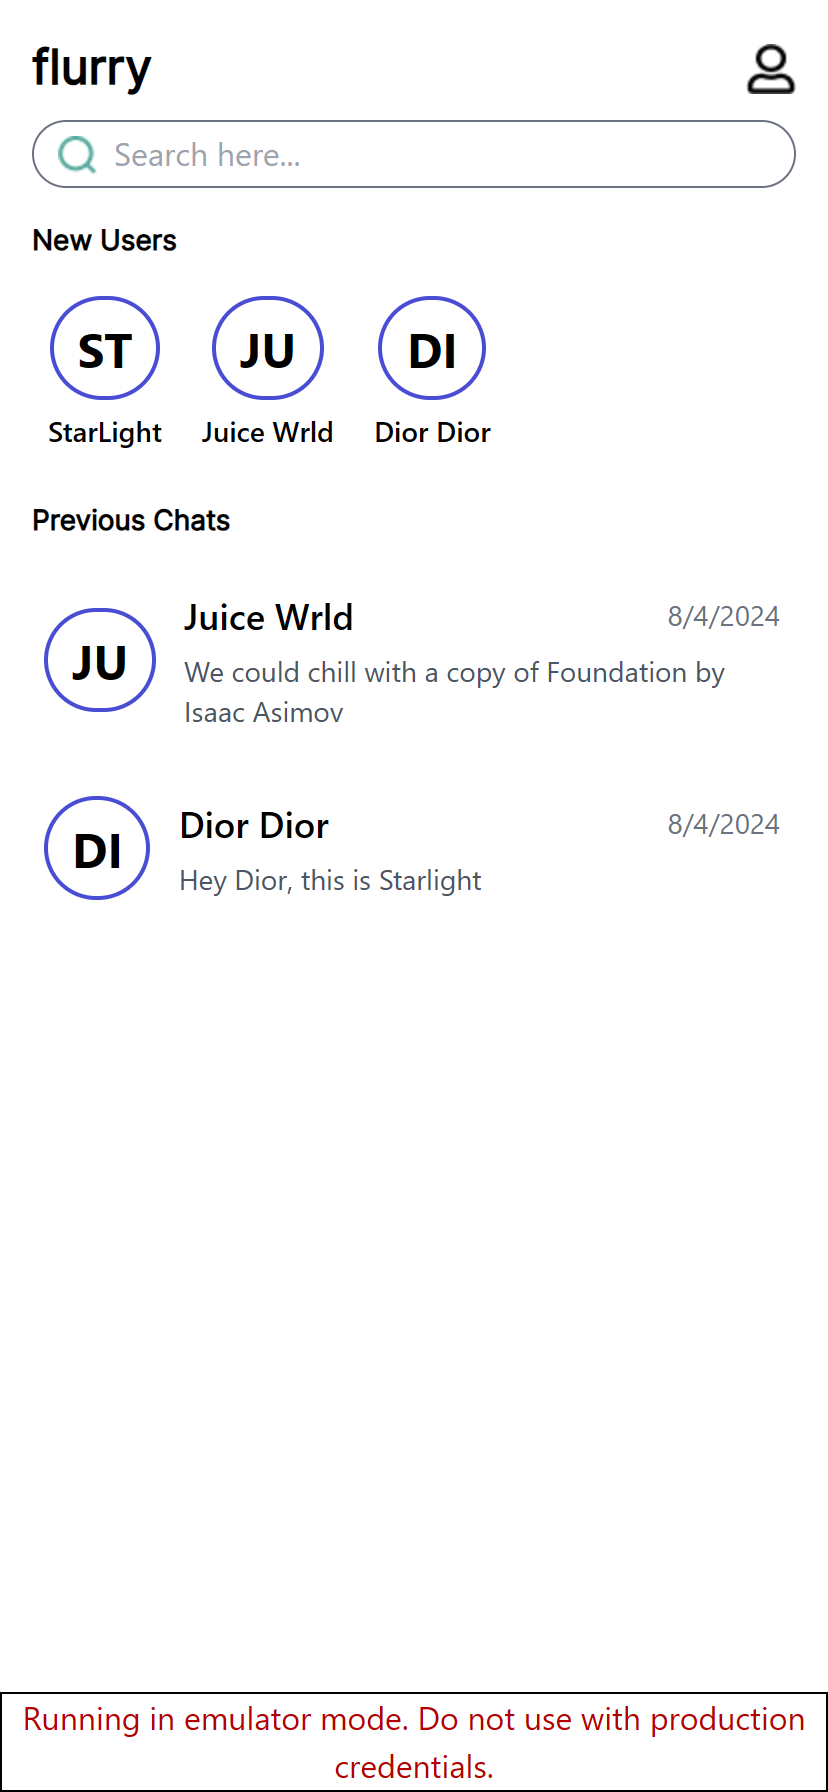 flurry
Search here...
New Users
ST
JU
DI
StarLight
Juice Wrld
Dior Dior
Previous Chats
JU
Juice Wrld
8/4/2024
We could chill with a copy of Foundation by
Isaac Asimov
DI
Dior Dior
8/4/2024
Hey Dior, this is Starlight
Running in emulator mode. Do not use with production
credentials.